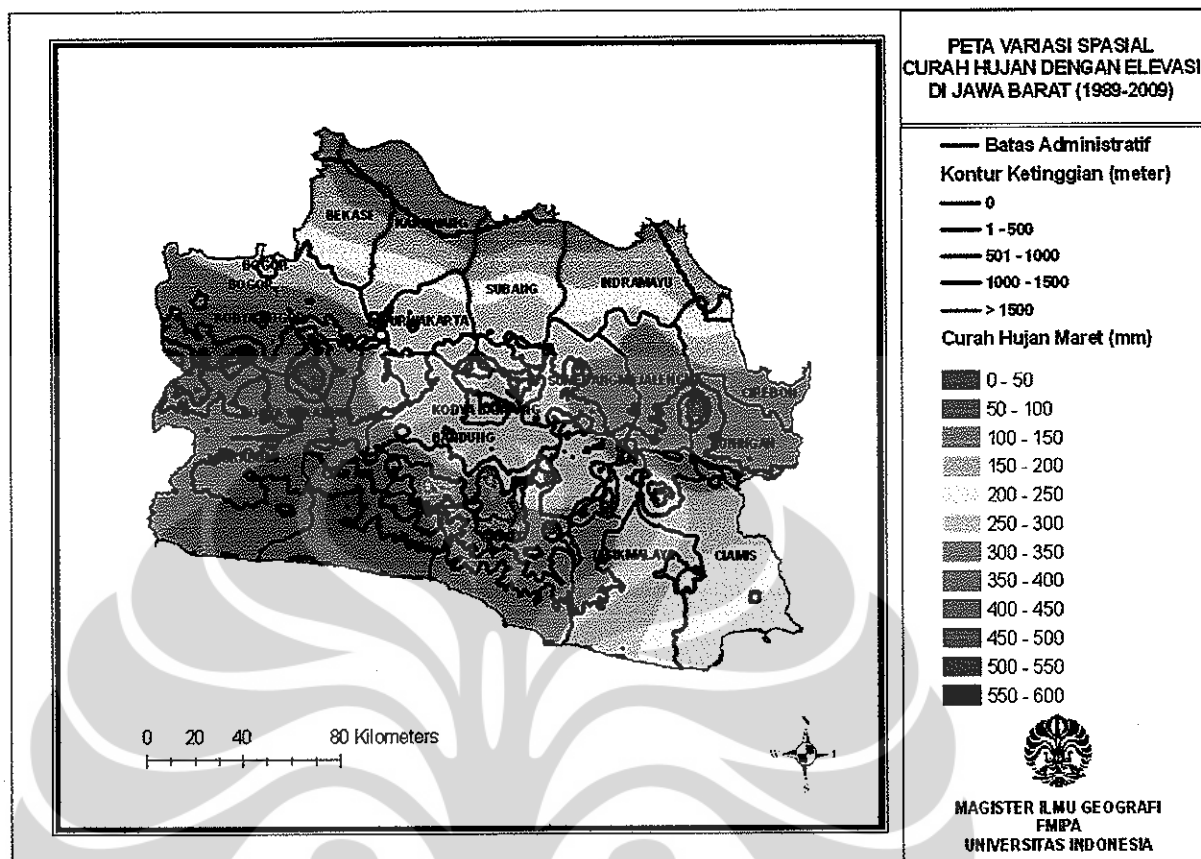 PETA VARIASI SPASIAL
CURAH HUJAN DENGAN ELEVASI
DI JAWA BARAT (1989-2009)
Batas Administratif
Kontur Ketinggian (meter)
0
1 - 500
501 - 1000
1000 - 1500
> 1500
Curah Hujan Maret (mm)
0 - 50
50 - 100
100 - 150
150 - 200
200 - 250
250 - 300
300 - 350
350 - 400
400 - 450
450 - 500
500 - 550
550 - 600
MAGISTER ILMU GEOGRAFI
FMIPA
UNIVERSITAS INDONESIA
BEKASE
SUBANG
INDRAMAYU
BOGOR
KODYA
BANDUNG
CIAMIS
0 20 40 80 Kilometers
N
W
S